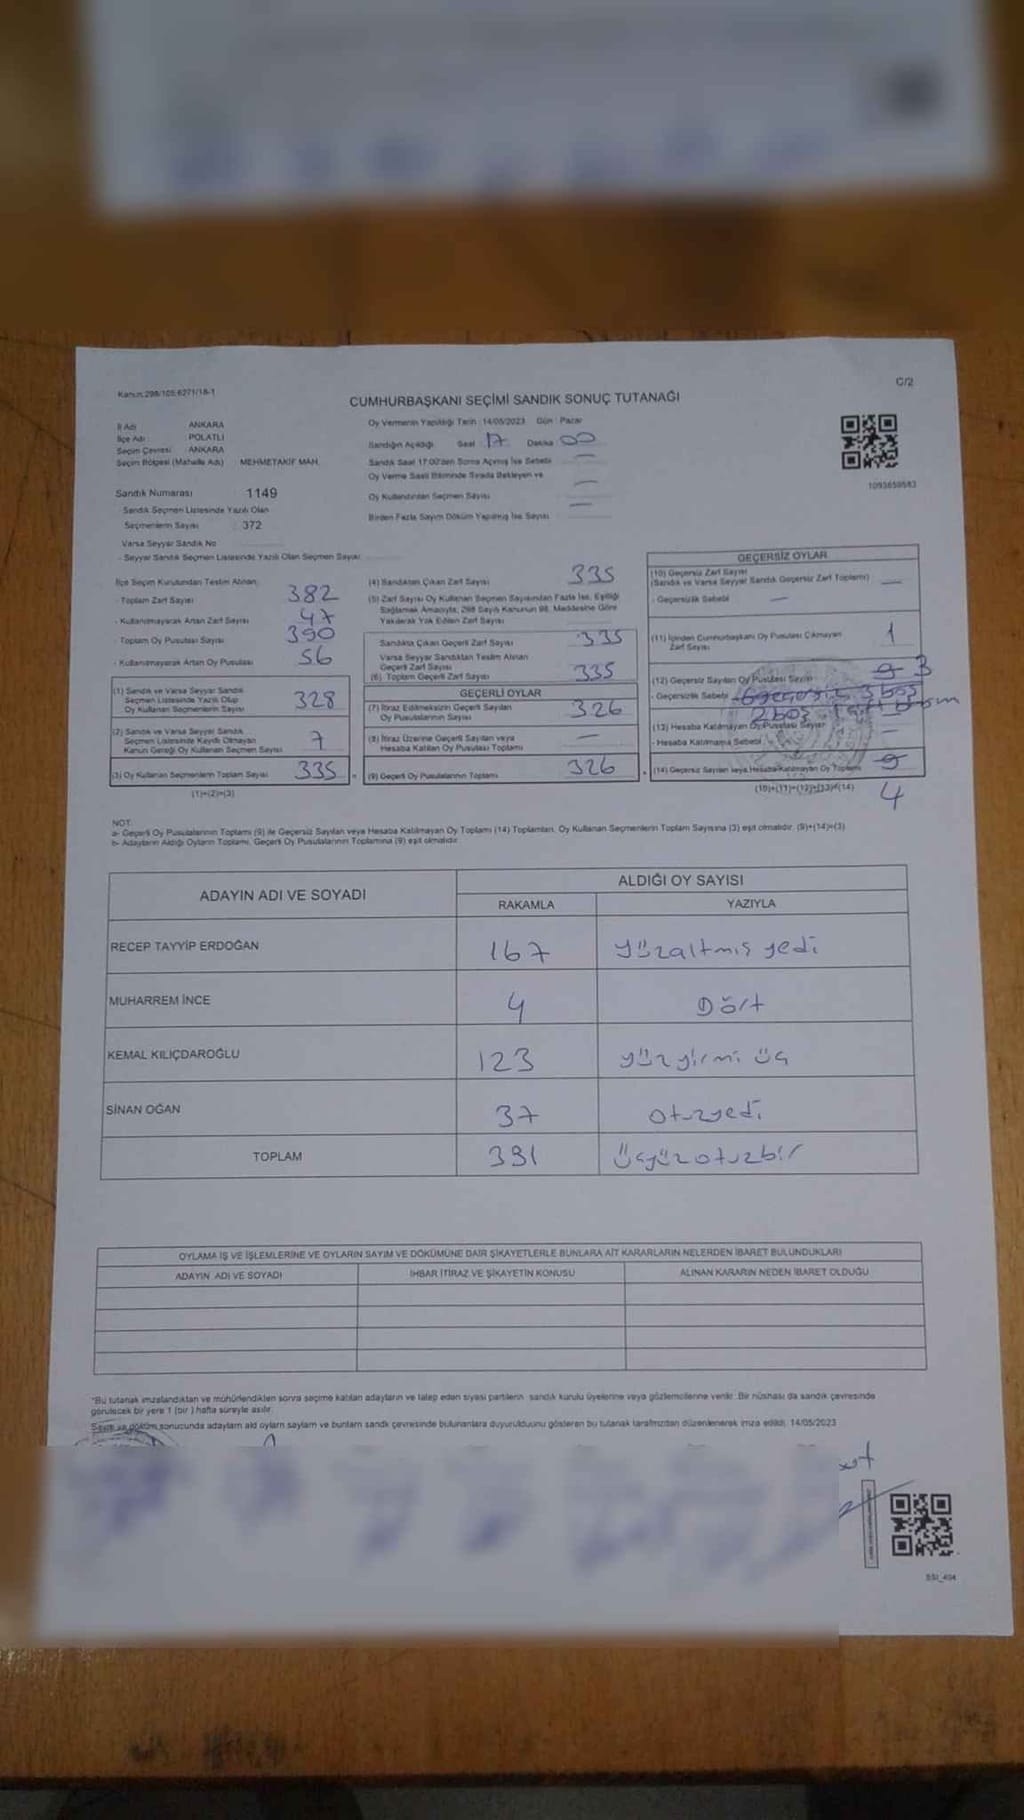 Kanun:298/105;6271/18-1
C/2
CUMHURBAŞKANI SEÇİMİ SANDIK SONUÇ TUTANAĞI
İl Adı ANKARA
İlçe Adı POLATLI
Seçim Çevresi ANKARA
Seçim Bölgesi (Mahalle Adı) MEHMETAKİF MAH.
Sandık Numarası 1149
Sandık Seçmen Listesinde Yazılı Olan
Seçmenlerin Sayısı 372
Varsa Seyyar Sandık No
- Seyyar Sandık Seçmen Listesinde Yazılı Olan Seçmen Sayısı
Oy Vermenin Yapıldığı Tarih : 14/05/2023 Gün : Pazar
Sandığın Açıldığı Saat 17 Dakika 00
Sandık Saat 17:00'den Sonra Açılmış İse Sebebi —
Oy Verme Saati Bitiminde Sırada Bekleyen ve
Oy Kullandırılan Seçmen Sayısı —
Birden Fazla Sayım Döküm Yapılmış İse Sayısı —
1093659583
İlçe Seçim Kurulundan Teslim Alınan;
- Toplam Zarf Sayısı 382
- Kullanılmayarak Artan Zarf Sayısı 47
- Toplam Oy Pusulası Sayısı 390
- Kullanılmayarak Artan Oy Pusulası 56
(1) Sandık ve Varsa Seyyar Sandık
Seçmen Listesinde Yazılı Olup
Oy Kullanan Seçmenlerin Sayısı 328
(2) Sandık ve Varsa Seyyar Sandık
Seçmen Listesinde Kayıtlı Olmayan
Kanun Gereği Oy Kullanan Seçmen Sayısı 7
(3) Oy Kullanan Seçmenlerin Toplam Sayısı 335
(1)+(2)=(3)
(4) Sandıktan Çıkan Zarf Sayısı 335
(5) Zarf Sayısı Oy Kullanan Seçmen Sayısından Fazla İse, Eşitliği
Sağlamak Amacıyla; 298 Sayılı Kanunun 98. Maddesine Göre
Yakılarak Yok Edilen Zarf Sayısı
Sandıkta Çıkan Geçerli Zarf Sayısı 335
Varsa Seyyar Sandıktan Teslim Alınan
Geçerli Zarf Sayısı
(6) Toplam Geçerli Zarf Sayısı 335
GEÇERLİ OYLAR
(7) İtiraz Edilmeksizin Geçerli Sayılan
Oy Pusulasının Sayısı 326
(8) İtiraz Üzerine Geçerli Sayılan veya
Hesaba Katılan Oy Pusulası Toplamı —
(9) Geçerli Oy Pusulalarının Toplamı 326
GEÇERSİZ OYLAR
(10) Geçersiz Zarf Sayısı
(Sandık ve Varsa Seyyar Sandık Geçersiz Zarf Toplamı) —
- Geçersizlik Sebebi —
(11) İçinden Cumhurbaşkanı Oy Pusulası Çıkmayan
Zarf Sayısı 1
(12) Geçersiz Sayılan Oy Pusulası Sayısı 9 3
- Geçersizlik Sebebi 6 geçersiz 3 boş
2 boş
(13) Hesaba Katılmayan Oy Pusulası Sayısı —
- Hesaba Katılmama Sebebi
(14) Geçersiz Sayılan veya Hesaba Katılmayan Oy Toplamı 9
(10)+(11)+(12)+(13)=(14) 4
NOT:
a- Geçerli Oy Pusulalarının Toplamı (9) ile Geçersiz Sayılan veya Hesaba Katılmayan Oy Toplamı (14) Toplamları, Oy Kullanan Seçmenlerin Toplam Sayısına (3) eşit olmalıdır. (9)+(14)=(3)
b- Adayların Aldığı Oyların Toplamı, Geçerli Oy Pusulalarının Toplamına (9) eşit olmalıdır.
ADAYIN ADI VE SOYADI ALDIĞI OY SAYISI
RAKAMLA YAZIYLA
RECEP TAYYİP ERDOĞAN 167 yüzaltmış yedi
MUHARREM İNCE 4 Dört
KEMAL KILIÇDAROĞLU 123 yüz yirmi üç
SİNAN OĞAN 37 otuzyedi
TOPLAM 331 üçyüzotuzbir
OYLAMA İŞ VE İŞLEMLERİNE VE OYLARIN SAYIM VE DÖKÜMÜNE DAİR ŞİKAYETLERLE BUNLARA AİT KARARLARIN NELERDEN İBARET BULUNDUKLARI
ADAYIN ADI VE SOYADI İHBAR İTİRAZ VE ŞİKAYETİN KONUSU ALINAN KARARIN NEDEN İBARET OLDUĞU
*Bu tutanak imzalandıktan ve mühürlendikten sonra seçime katılan adayların ve talep eden siyasi partilerin sandık kurulu üyelerine veya gözlemcilerine verilir. Bir nüshası da sandık çevresinde
görülecek bir yere 1 (bir) hafta süreyle asılır.
Sayım ve döküm sonucunda adayların aldı oyların sayların ve bunların sandık çevresinde bulunanlara duyurulduunu gösteren bu tutanak tarafımızdan düzenlenerek imza edildi. 14/05/2023
SSI_404